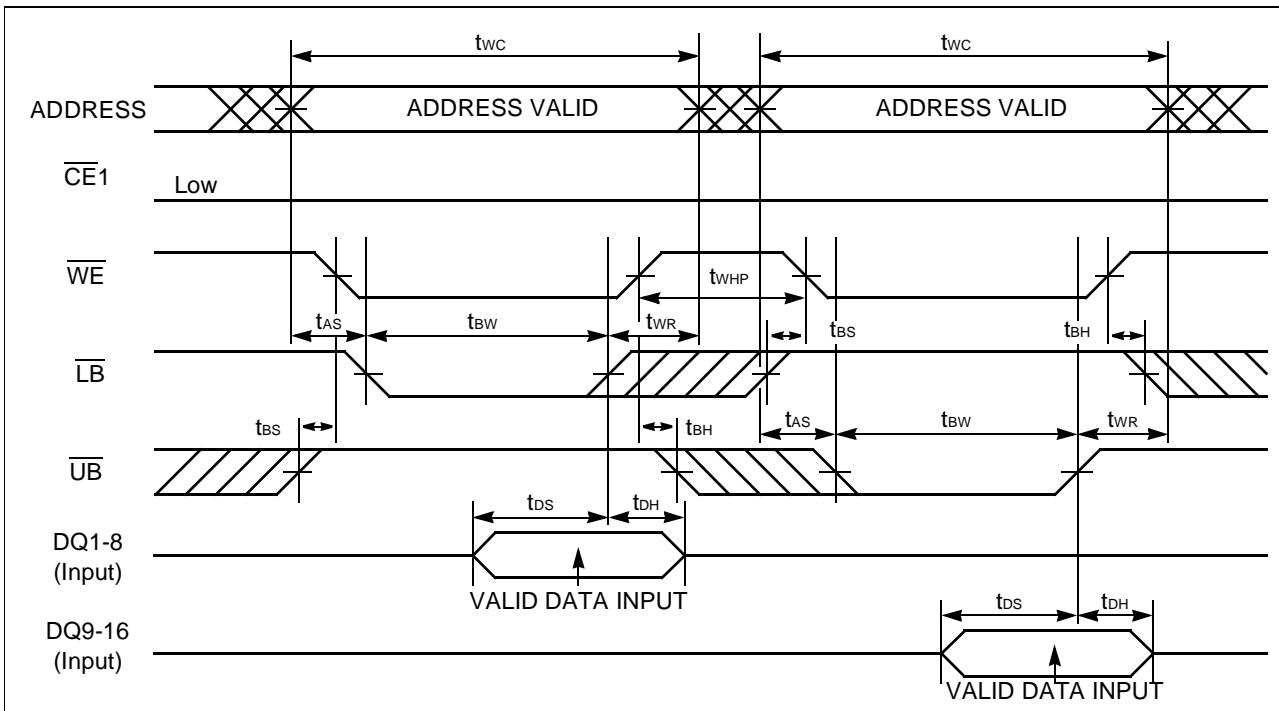 tWC tWC
ADDRESS ADDRESS VALID ADDRESS VALID
CE1 Low
WE
tWHP
tAS tBW tWR tBS tBH
LB
tBS tBH tAS tBW tWR
UB
tDS tDH
DQ1-8
(Input)
VALID DATA INPUT
tDS tDH
DQ9-16
(Input)
VALID DATA INPUT